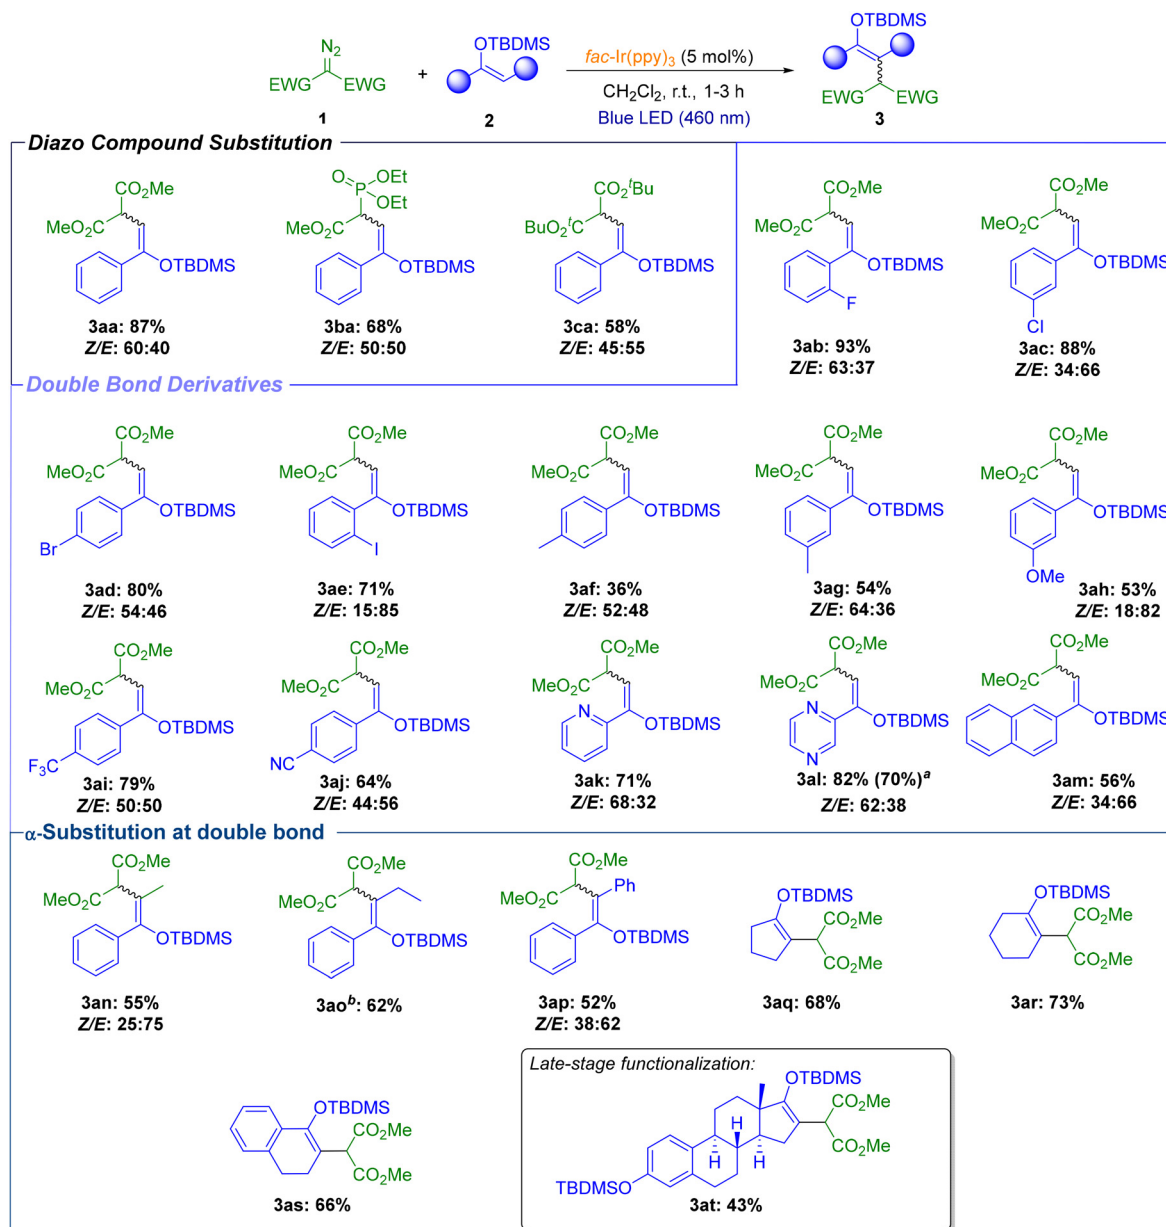 N2
EWG EWG
1
+
OTBDMS
2
fac-Ir(ppy)3 (5 mol%)
CH2Cl2, r.t., 1-3 h
Blue LED (460 nm)
OTBDMS
EWG EWG
3
Diazo Compound Substitution
CO2Me
MeO2C
OTBDMS
3aa: 87%
Z/E: 60:40
O P OEt
OEt
MeO2C
OTBDMS
3ba: 68%
Z/E: 50:50
CO2tBu
tBuO2C
OTBDMS
3ca: 58%
Z/E: 45:55
CO2Me
MeO2C
OTBDMS
F
3ab: 93%
Z/E: 63:37
CO2Me
MeO2C
OTBDMS
Cl
3ac: 88%
Z/E: 34:66
Double Bond Derivatives
CO2Me
MeO2C
OTBDMS
Br
3ad: 80%
Z/E: 54:46
CO2Me
MeO2C
OTBDMS
I
3ae: 71%
Z/E: 15:85
CO2Me
MeO2C
OTBDMS
3af: 36%
Z/E: 52:48
CO2Me
MeO2C
OTBDMS
3ag: 54%
Z/E: 64:36
CO2Me
MeO2C
OTBDMS
OMe
3ah: 53%
Z/E: 18:82
CO2Me
MeO2C
OTBDMS
F3C
3ai: 79%
Z/E: 50:50
CO2Me
MeO2C
OTBDMS
NC
3aj: 64%
Z/E: 44:56
CO2Me
MeO2C
N
OTBDMS
3ak: 71%
Z/E: 68:32
CO2Me
MeO2C
N
OTBDMS
N
3al: 82% (70%)a
Z/E: 62:38
CO2Me
MeO2C
OTBDMS
3am: 56%
Z/E: 34:66
α-Substitution at double bond
CO2Me
MeO2C
OTBDMS
3an: 55%
Z/E: 25:75
CO2Me
MeO2C
OTBDMS
3aob: 62%
CO2Me
MeO2C
Ph
OTBDMS
3ap: 52%
Z/E: 38:62
OTBDMS
CO2Me
CO2Me
3aq: 68%
OTBDMS
CO2Me
CO2Me
3ar: 73%
OTBDMS
CO2Me
CO2Me
3as: 66%
Late-stage functionalization:
OTBDMS
CO2Me
CO2Me
H
H
H
TBDMSO
3at: 43%